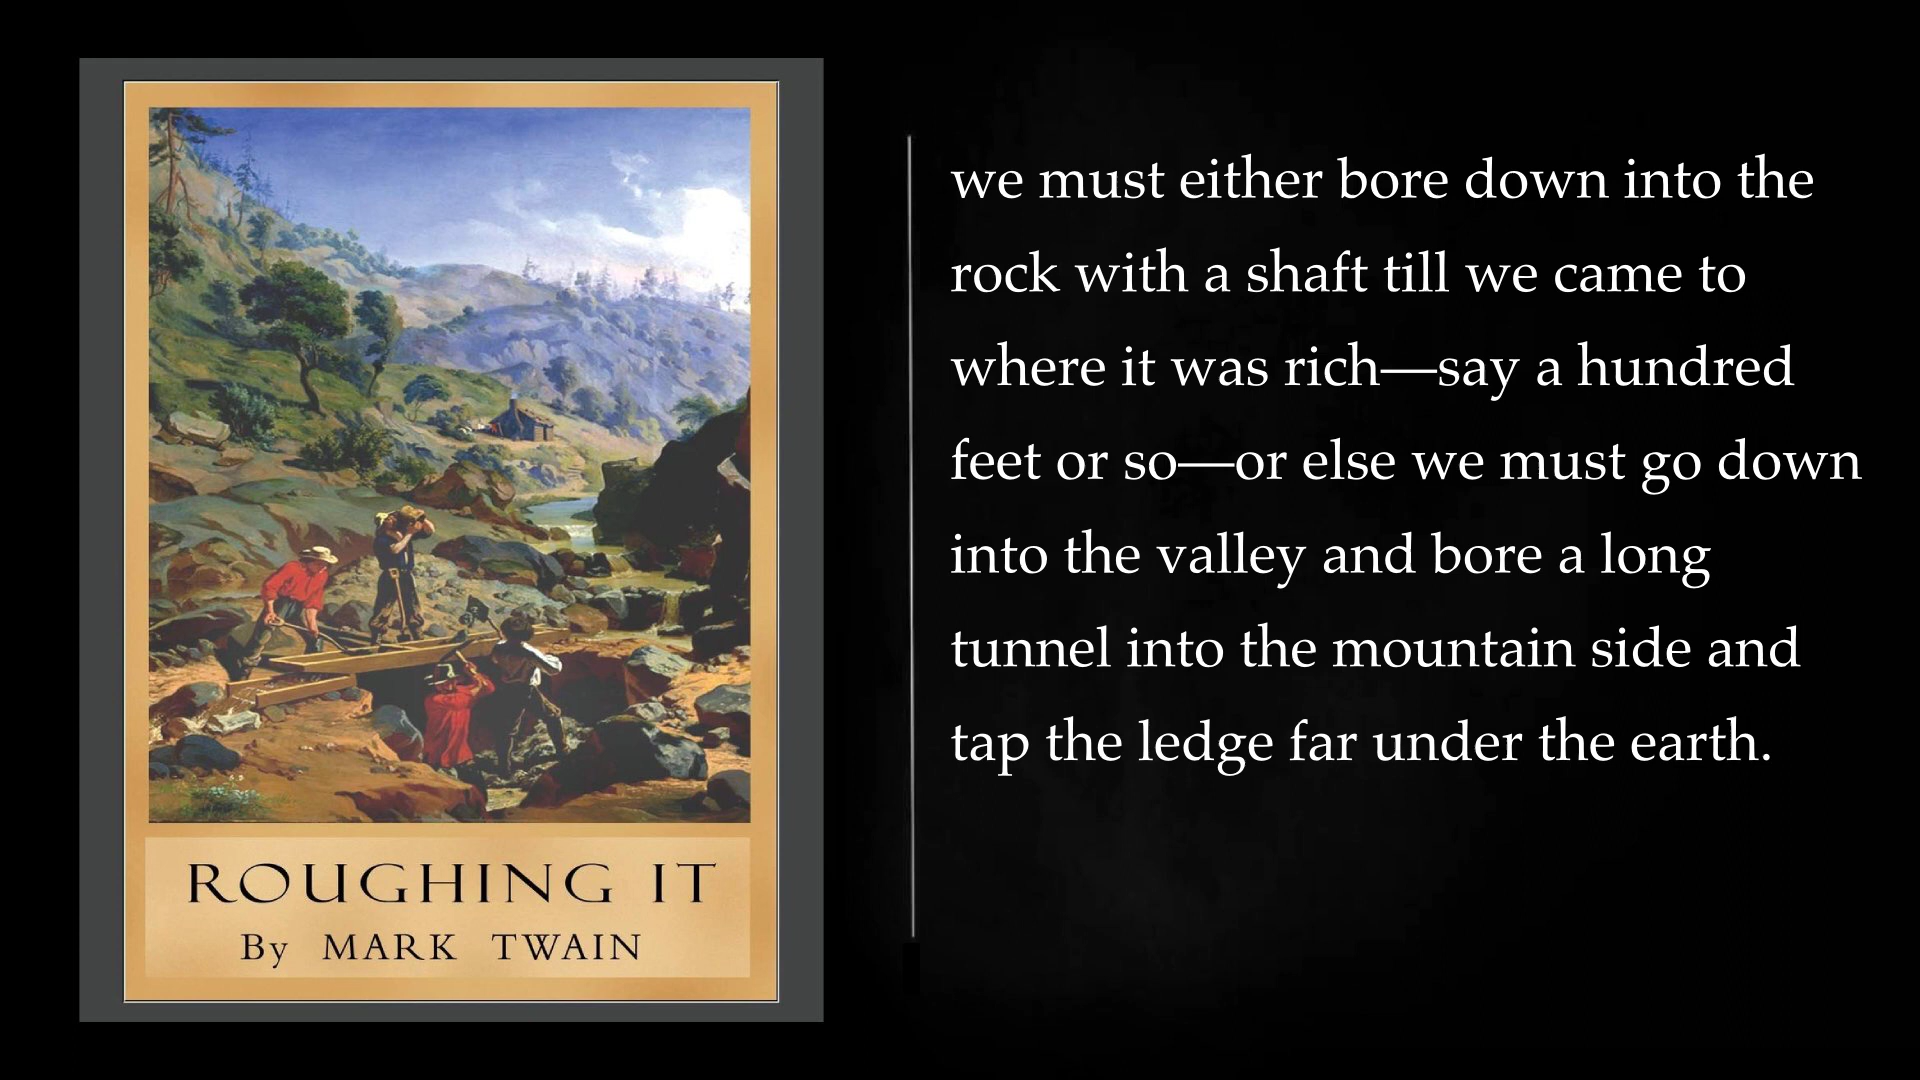 ROUGHING IT
By MARK TWAIN
we must either bore down into the
rock with a shaft till we came to
where it was rich—say a hundred
feet or so—or else we must go down
into the valley and bore a long
tunnel into the mountain side and
tap the ledge far under the earth.